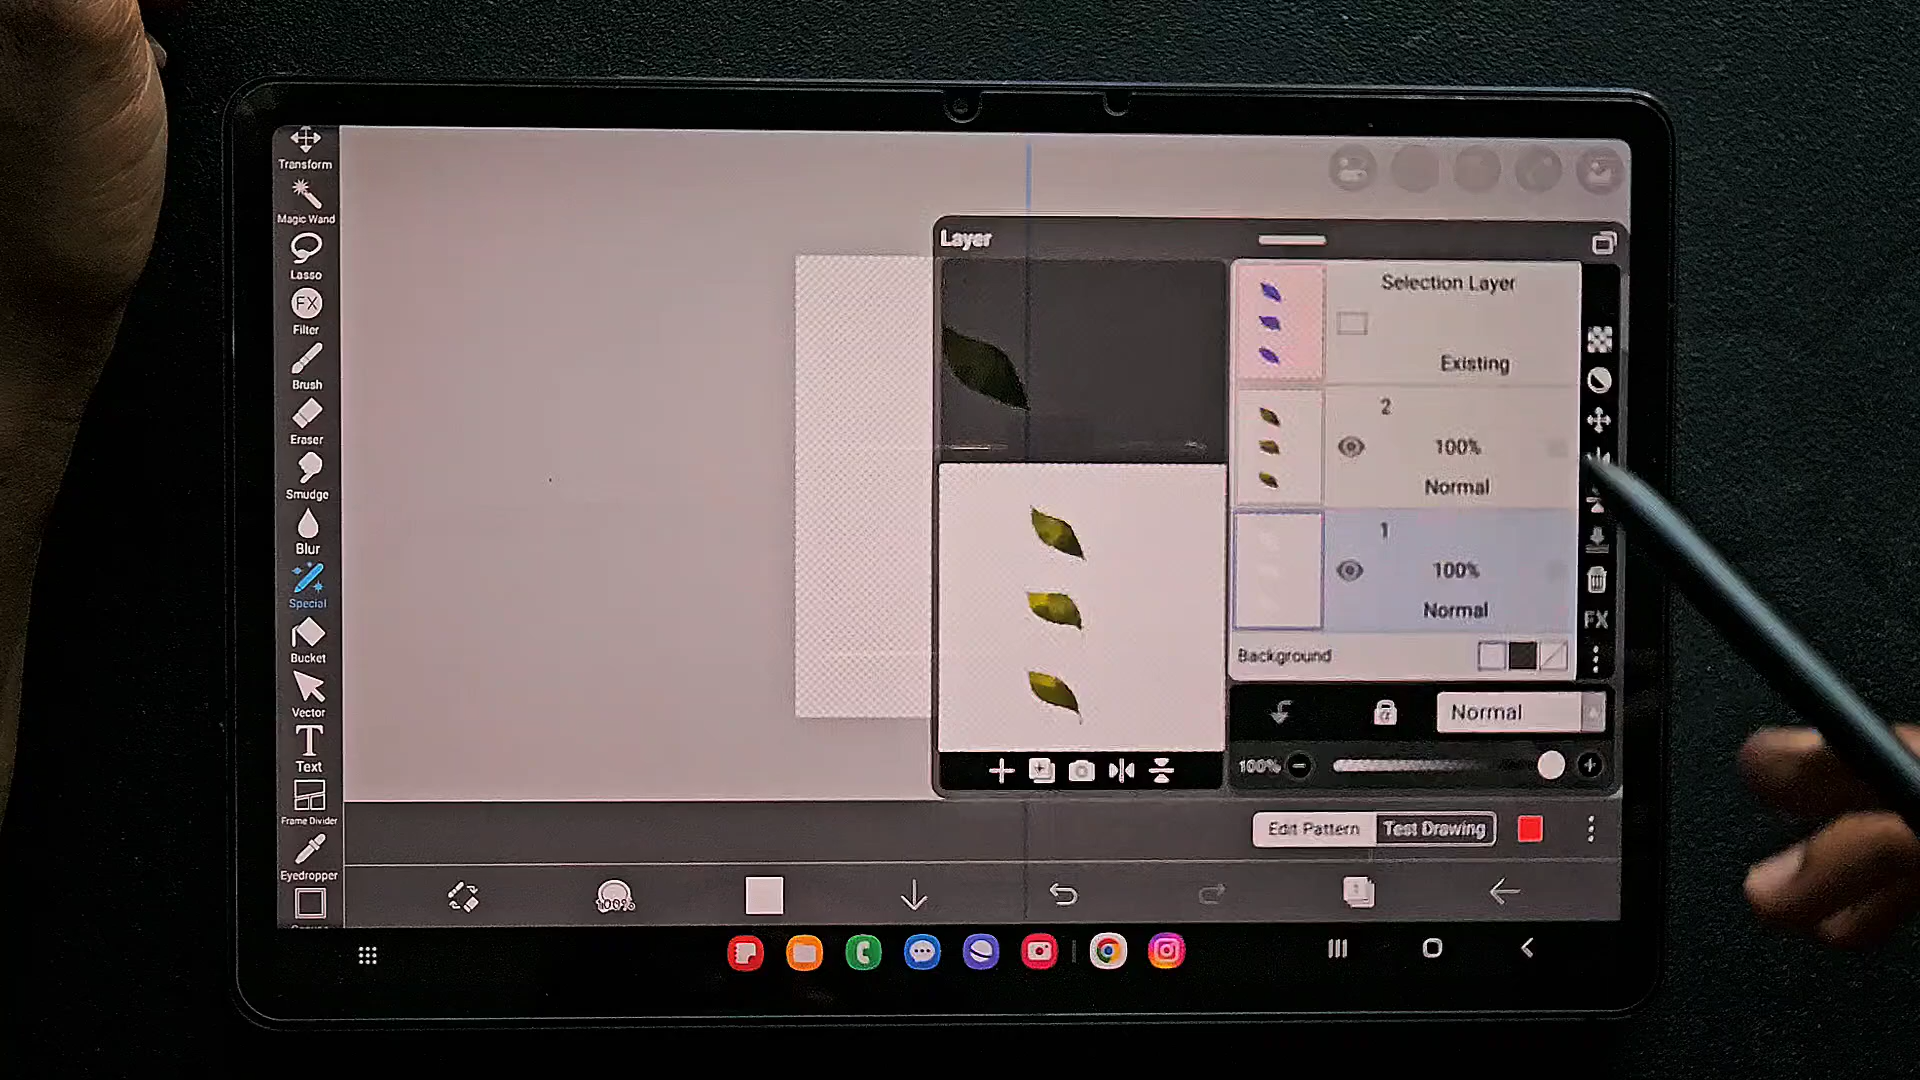 Transform
Magic Wand
Lasso
FX
Filter
Brush
Eraser
Smudge
Blur
Special
Bucket
Vector
T
Text
Frame Divider
Eyedropper
Layer
Selection Layer
Existing
2
100%
Normal
1
100%
Normal
FX
Background
Normal
100%
Edit Pattern
Test Drawing
100%
1